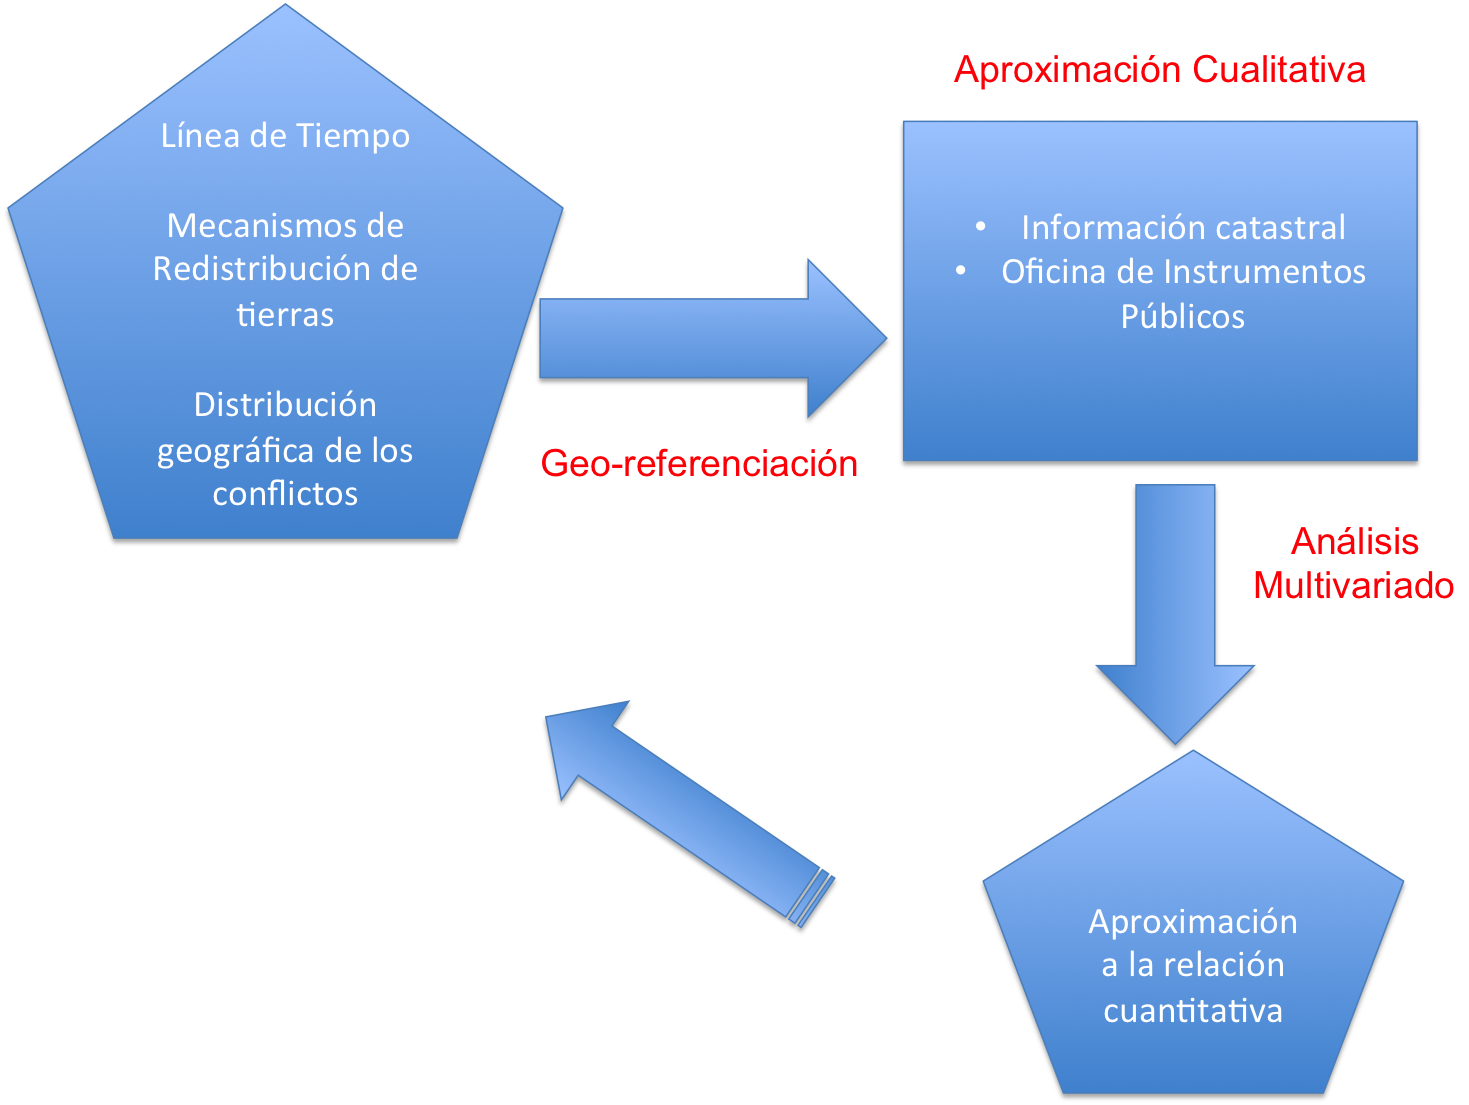 Línea de Tiempo
Mecanismos de
Redistribución de
tierras
Distribución
geográfica de los
conflictos
Geo-referenciación
Aproximación Cualitativa
• Información catastral
• Oficina de Instrumentos
Públicos
Análisis
Multivariado
Aproximación
a la relación
cuantitativa